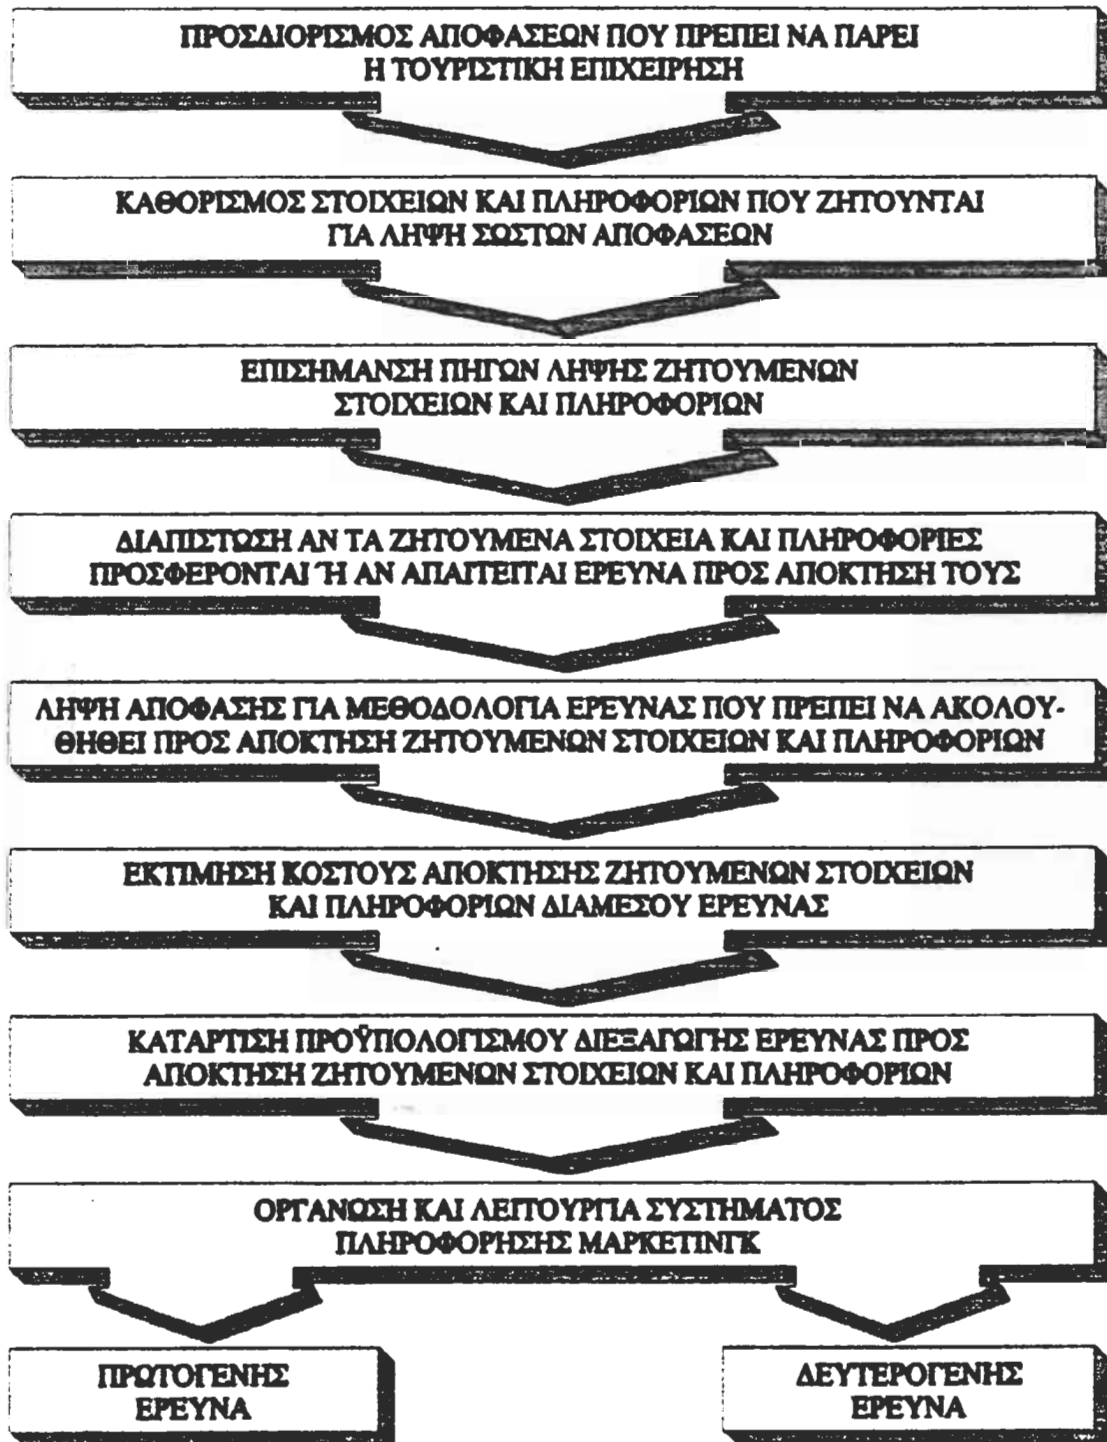 ΠΡΟΣΔΙΟΡΙΣΜΟΣ ΑΠΟΦΑΣΕΩΝ ΠΟΥ ΠΡΕΠΕΙ ΝΑ ΠΑΡΕΙ
Η ΤΟΥΡΙΣΤΙΚΗ ΕΠΙΧΕΙΡΗΣΗ
ΚΑΘΟΡΙΣΜΟΣ ΣΤΟΙΧΕΙΩΝ ΚΑΙ ΠΛΗΡΟΦΟΡΙΩΝ ΠΟΥ ΖΗΤΟΥΝΤΑΙ
ΓΙΑ ΛΗΨΗ ΣΩΣΤΩΝ ΑΠΟΦΑΣΕΩΝ
ΕΠΙΣΗΜΑΝΣΗ ΠΗΓΩΝ ΛΗΨΗΣ ΖΗΤΟΥΜΕΝΩΝ
ΣΤΟΙΧΕΙΩΝ ΚΑΙ ΠΛΗΡΟΦΟΡΙΩΝ
ΔΙΑΠΙΣΤΩΣΗ ΑΝ ΤΑ ΖΗΤΟΥΜΕΝΑ ΣΤΟΙΧΕΙΑ ΚΑΙ ΠΛΗΡΟΦΟΡΙΕΣ
ΠΡΟΣΦΕΡΟΝΤΑΙ Ή ΑΝ ΑΠΑΙΤΕΙΤΑΙ ΕΡΕΥΝΑ ΠΡΟΣ ΑΠΟΚΤΗΣΗ ΤΟΥΣ
ΛΗΨΗ ΑΠΟΦΑΣΗΣ ΓΙΑ ΜΕΘΟΔΟΛΟΓΙΑ ΕΡΕΥΝΑΣ ΠΟΥ ΠΡΕΠΕΙ ΝΑ ΑΚΟΛΟΥ-
ΘΗΘΕΙ ΠΡΟΣ ΑΠΟΚΤΗΣΗ ΖΗΤΟΥΜΕΝΩΝ ΣΤΟΙΧΕΙΩΝ ΚΑΙ ΠΛΗΡΟΦΟΡΙΩΝ
ΕΚΤΙΜΗΣΗ ΚΟΣΤΟΥΣ ΑΠΟΚΤΗΣΗΣ ΖΗΤΟΥΜΕΝΩΝ ΣΤΟΙΧΕΙΩΝ
ΚΑΙ ΠΛΗΡΟΦΟΡΙΩΝ ΔΙΑΜΕΣΟΥ ΕΡΕΥΝΑΣ
ΚΑΤΑΡΤΙΣΗ ΠΡΟΫΠΟΛΟΓΙΣΜΟΥ ΔΙΕΞΑΓΩΓΗΣ ΕΡΕΥΝΑΣ ΠΡΟΣ
ΑΠΟΚΤΗΣΗ ΖΗΤΟΥΜΕΝΩΝ ΣΤΟΙΧΕΙΩΝ ΚΑΙ ΠΛΗΡΟΦΟΡΙΩΝ
ΟΡΓΑΝΩΣΗ ΚΑΙ ΛΕΙΤΟΥΡΓΙΑ ΣΥΣΤΗΜΑΤΟΣ
ΠΛΗΡΟΦΟΡΗΣΗΣ ΜΑΡΚΕΤΙΝΓΚ
ΠΡΩΤΟΓΕΝΗΣ
ΕΡΕΥΝΑ
ΔΕΥΤΕΡΟΓΕΝΗΣ
ΕΡΕΥΝΑ